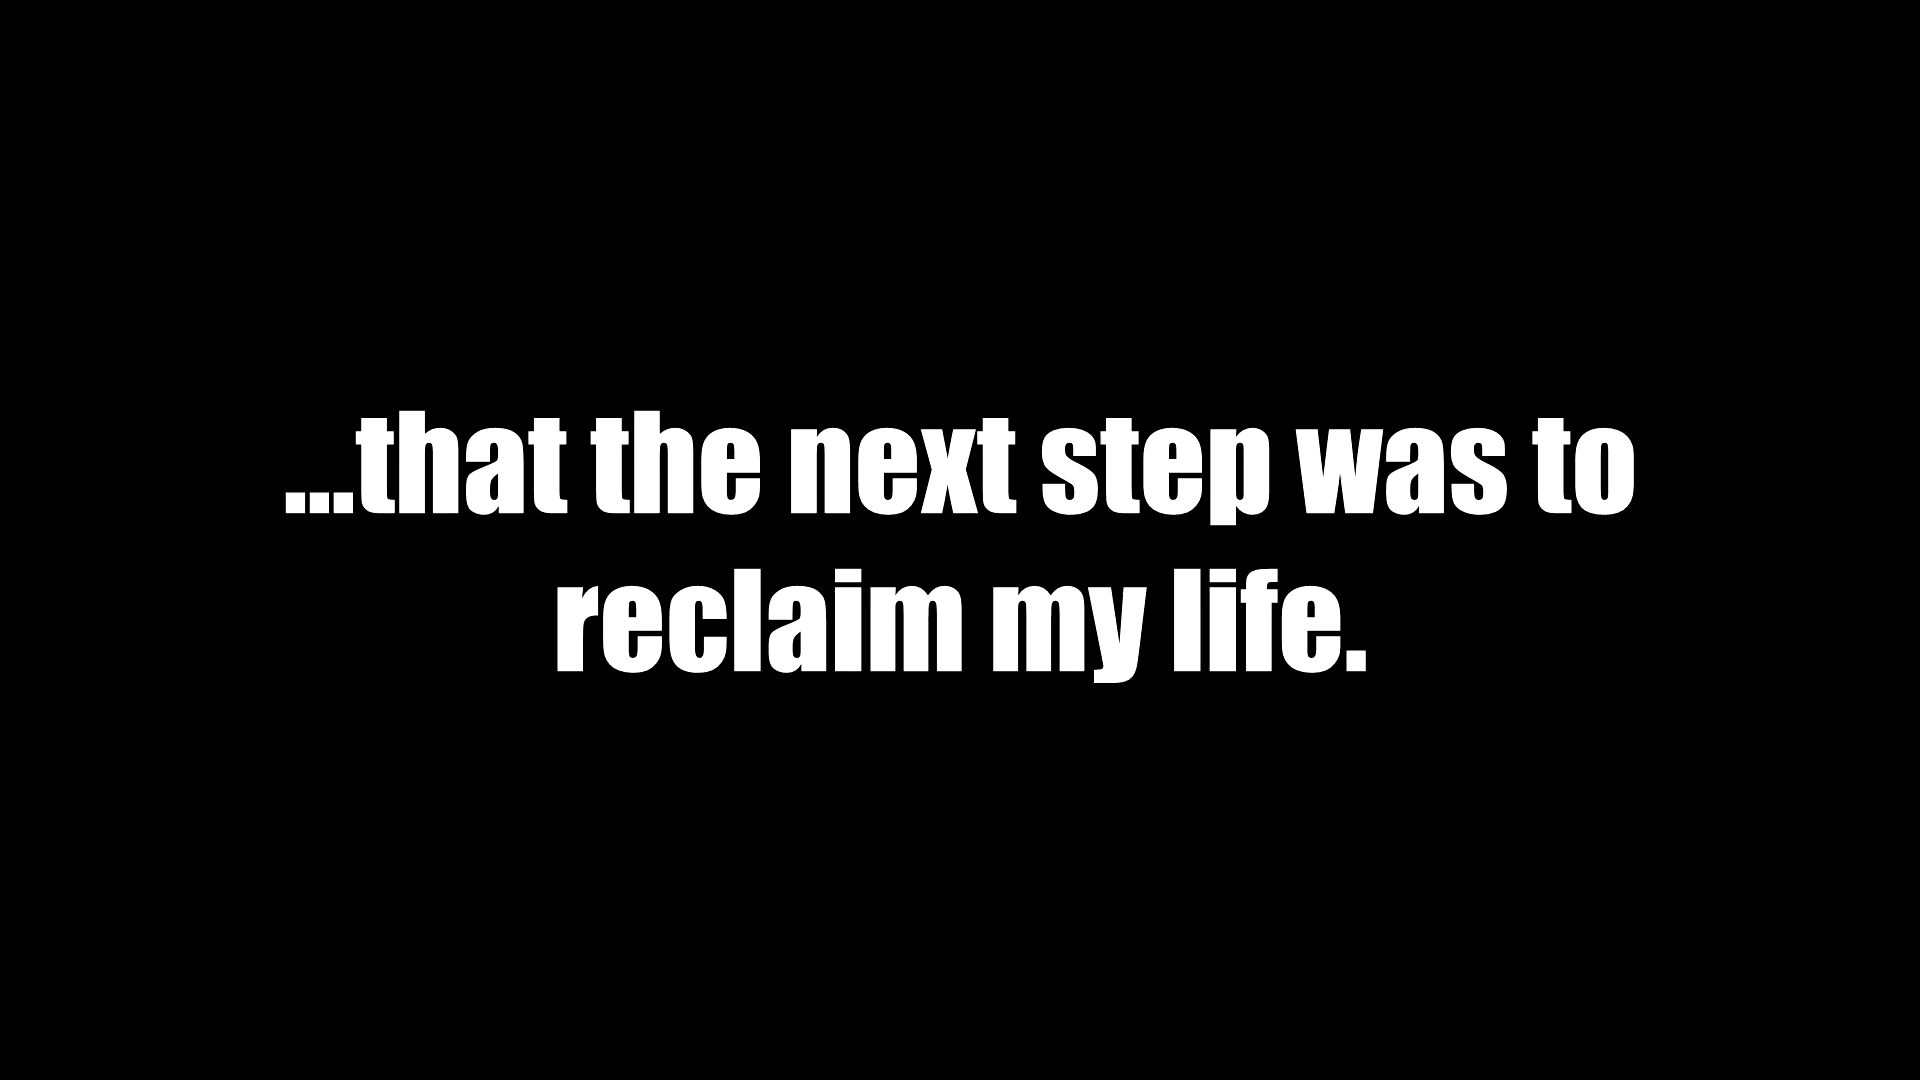 ...that the next step was to
reclaim my life.